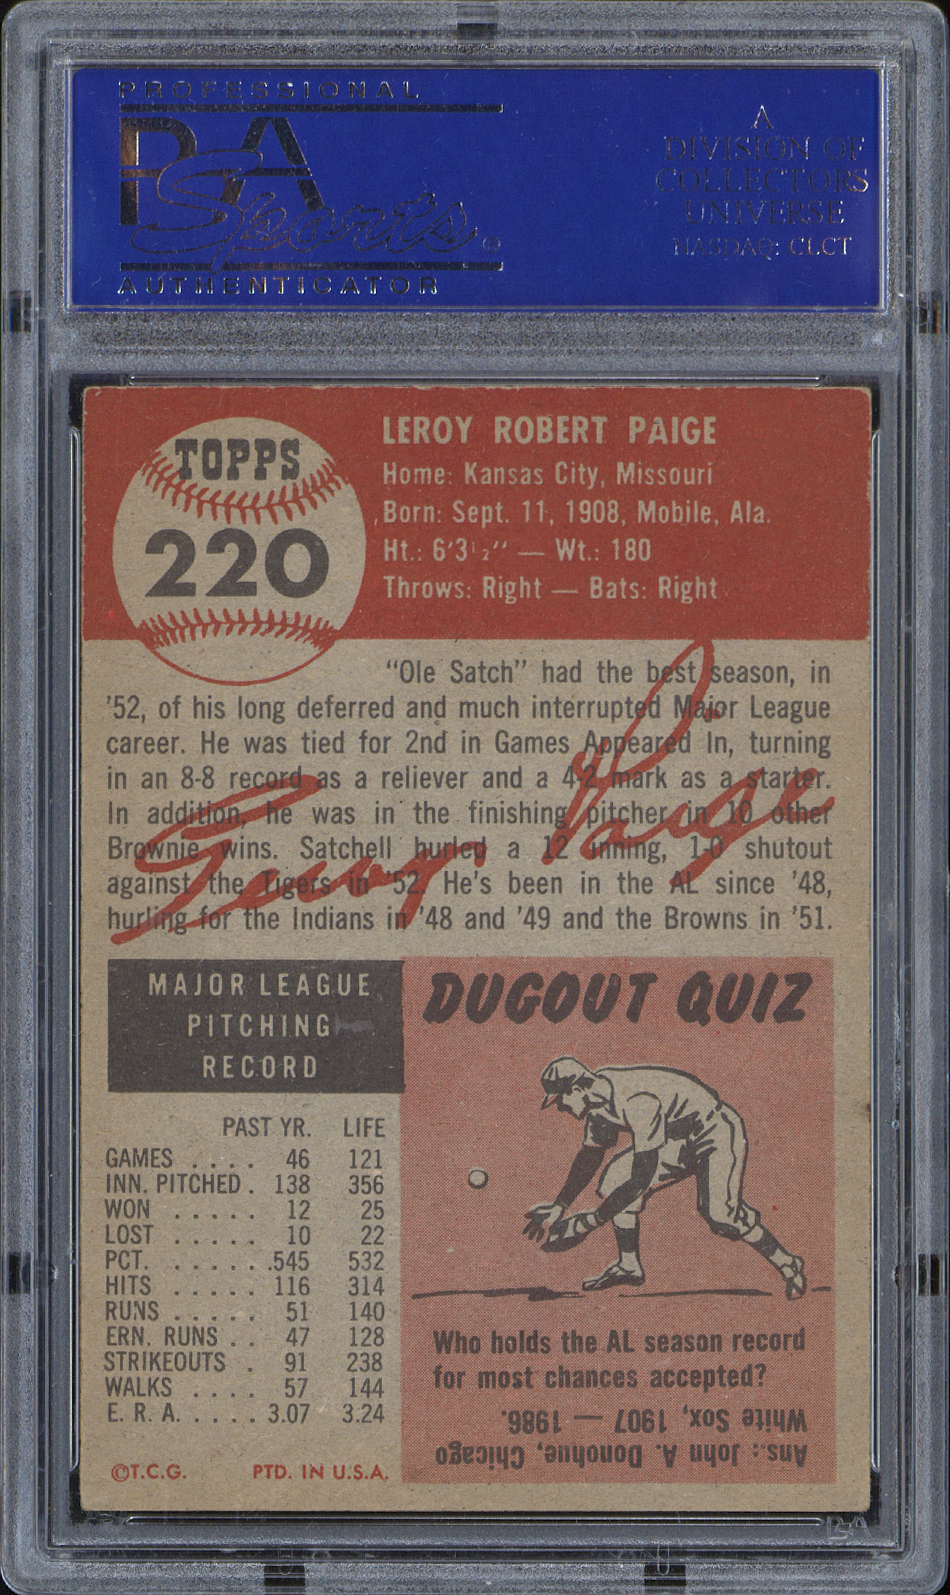 PROFESSIONAL
PSA
Sports®
AUTHENTICATOR
A
DIVISION OF
COLLECTORS
UNIVERSE
NASDAQ: CLCT
TOPPS
220
LEROY ROBERT PAIGE
Home: Kansas City, Missouri
Born: Sept. 11, 1908, Mobile, Ala.
Ht.: 6'3½" — Wt.: 180
Throws: Right — Bats: Right
"Ole Satch" had the best season, in
'52, of his long deferred and much interrupted Major League
career. He was tied for 2nd in Games Appeared In, turning
in an 8-8 record as a reliever and a 4-2 mark as a starter.
In addition, he was in the finishing pitcher in 10 other
Brownie wins. Satchell hurled a 12 inning, 1-0 shutout
against the Tigers in '52. He's been in the AL since '48,
hurling for the Indians in '48 and '49 and the Browns in '51.
Paige
MAJOR LEAGUE
PITCHING
RECORD
PAST YR. LIFE
GAMES . . . . 46 121
INN. PITCHED . 138 356
WON . . . . . 12 25
LOST . . . . . 10 22
PCT. . . . . . .545 532
HITS . . . . . 116 314
RUNS . . . . . 51 140
ERN. RUNS . . 47 128
STRIKEOUTS . 91 238
WALKS . . . . 57 144
E. R. A. . . . . 3.07 3.24
©T.C.G. PTD. IN U.S.A.
DUGOUT QUIZ
Who holds the AL season record
for most chances accepted?
Ans.: John A. Donohue, Chicago
White Sox, 1907 — 1986.
PSA